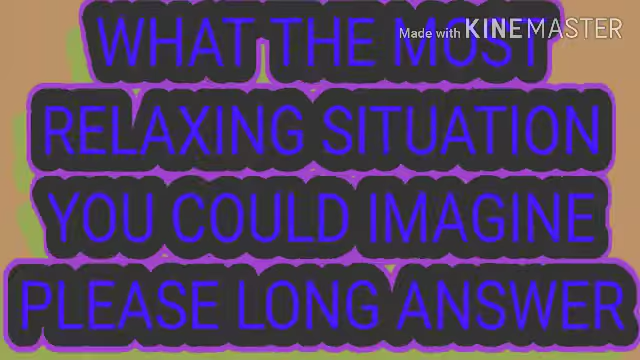 WHAT THE MOST
Made with KINEMASTER
RELAXING SITUATION
YOU COULD IMAGINE
PLEASE LONG ANSWER